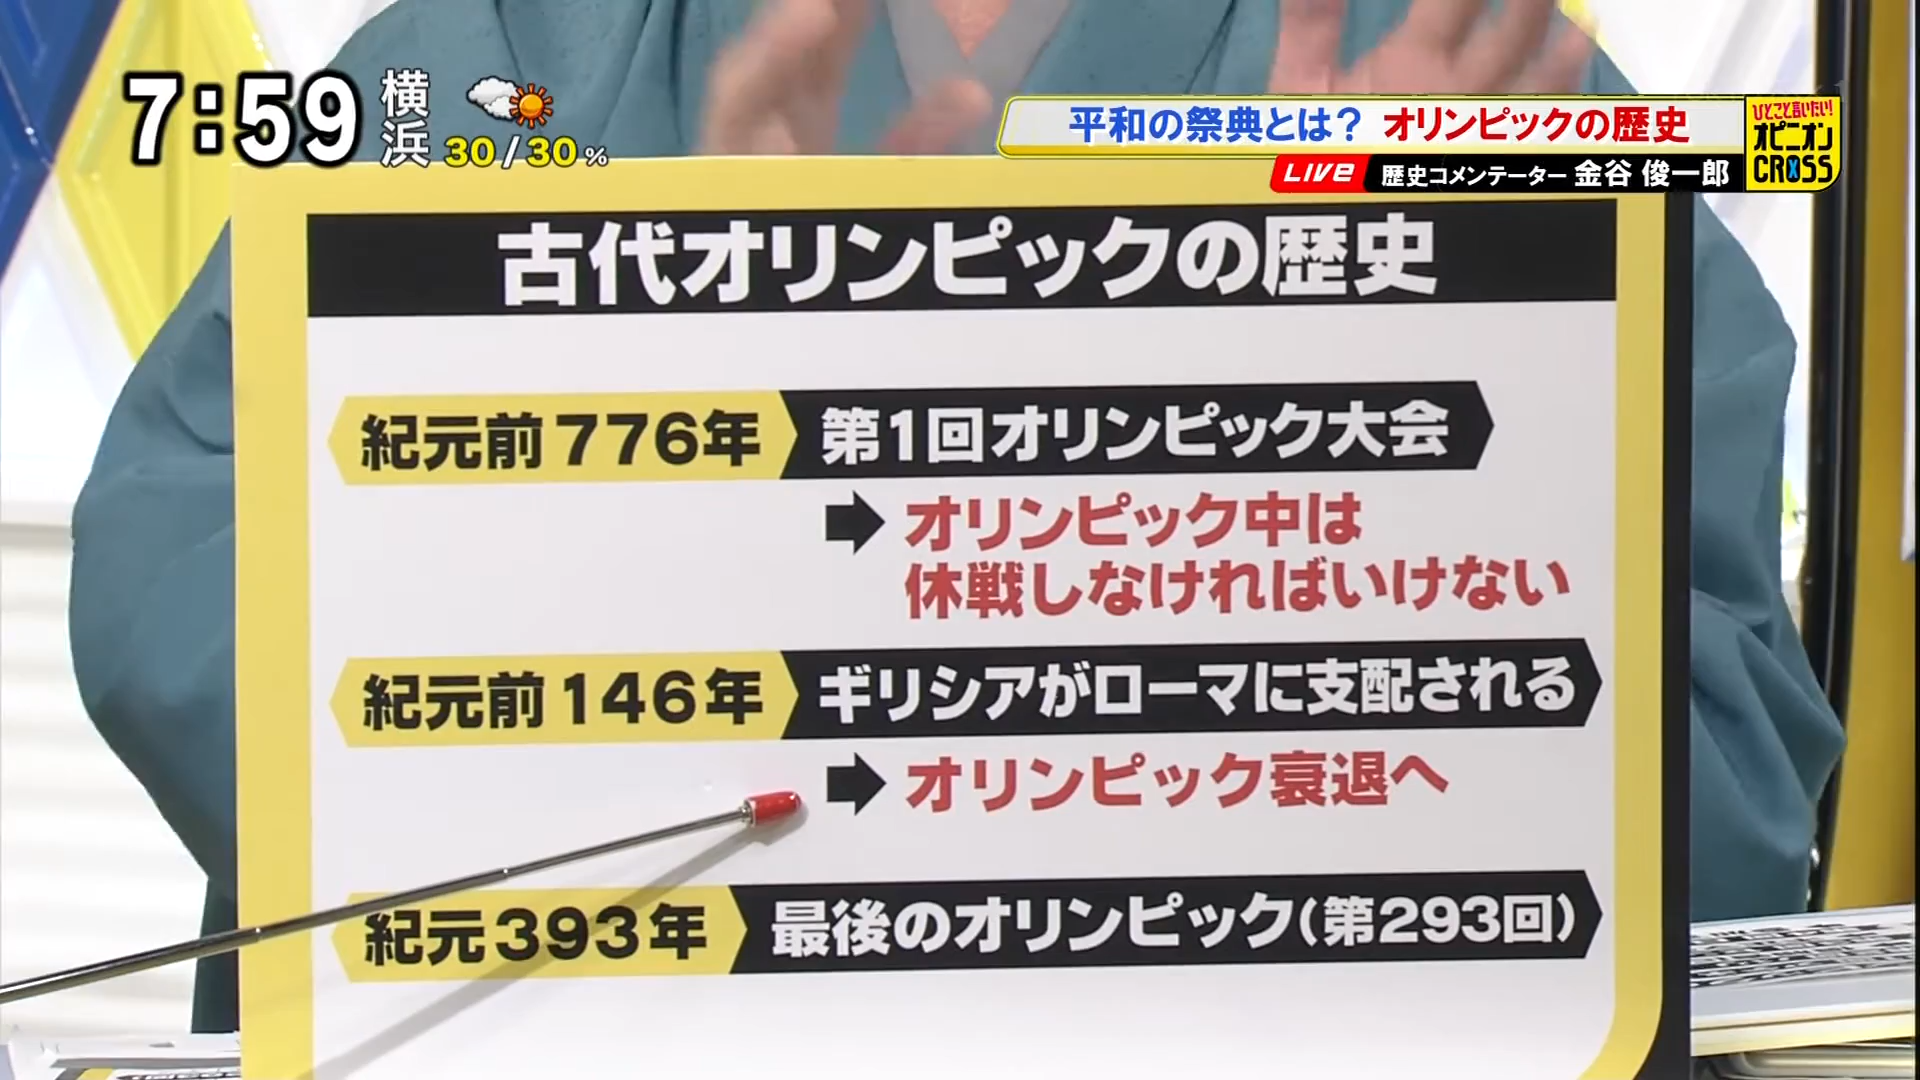 7:59
横浜
30/30%
平和の祭典とは? オリンピックの歴史
LIVE 歴史コメンテーター 金谷 俊一郎
ひとこと言いたい!
オピニオン
CROSS
古代オリンピックの歴史
紀元前776年 第1回オリンピック大会
➡ オリンピック中は
休戦しなければいけない
紀元前146年 ギリシアがローマに支配される
➡ オリンピック衰退へ
紀元393年 最後のオリンピック(第293回)